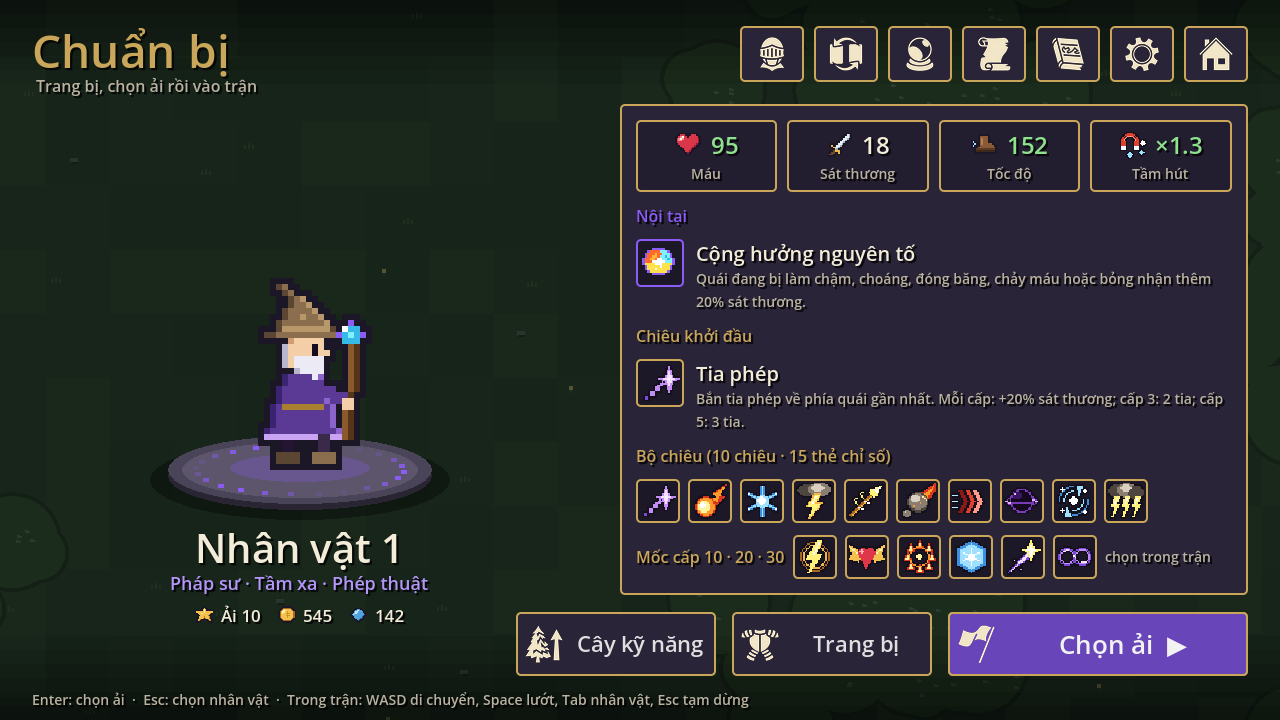 Chuẩn bị
Trang bị, chọn ải rồi vào trận
95
Máu
18
Sát thương
152
Tốc độ
×1.3
Tầm hút
Nội tại
Cộng hưởng nguyên tố
Quái đang bị làm chậm, choáng, đóng băng, chảy máu hoặc bỏng nhận thêm
20% sát thương.
Chiêu khởi đầu
Tia phép
Bắn tia phép về phía quái gần nhất. Mỗi cấp: +20% sát thương; cấp 3: 2 tia; cấp
5: 3 tia.
Bộ chiêu (10 chiêu · 15 thẻ chỉ số)
Mốc cấp 10 · 20 · 30
chọn trong trận
Nhân vật 1
Pháp sư · Tầm xa · Phép thuật
Ải 10 545 142
Cây kỹ năng
Trang bị
Chọn ải ▶
Enter: chọn ải · Esc: chọn nhân vật · Trong trận: WASD di chuyển, Space lướt, Tab nhân vật, Esc tạm dừng